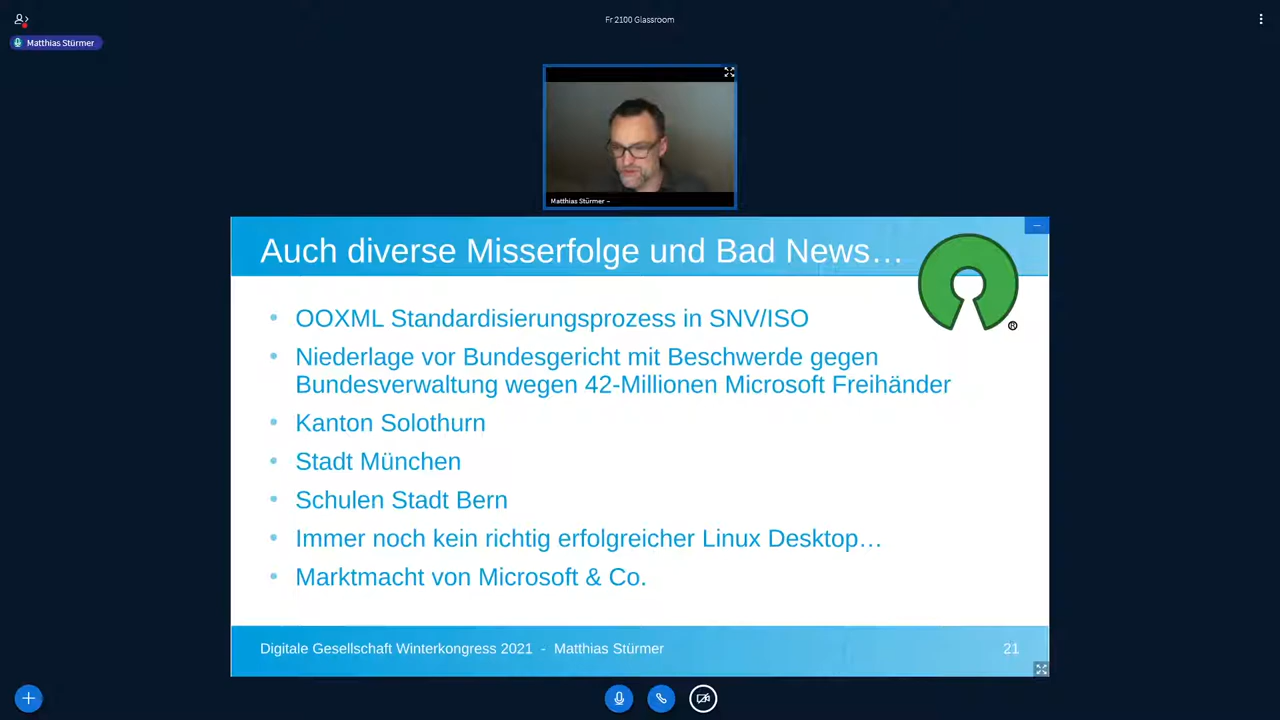 Fr 2100 Glassroom
Matthias Stürmer
Matthias Stürmer –
Auch diverse Misserfolge und Bad News…
®
• OOXML Standardisierungsprozess in SNV/ISO
• Niederlage vor Bundesgericht mit Beschwerde gegen
Bundesverwaltung wegen 42-Millionen Microsoft Freihänder
• Kanton Solothurn
• Stadt München
• Schulen Stadt Bern
• Immer noch kein richtig erfolgreicher Linux Desktop…
• Marktmacht von Microsoft & Co.
Digitale Gesellschaft Winterkongress 2021 - Matthias Stürmer
21